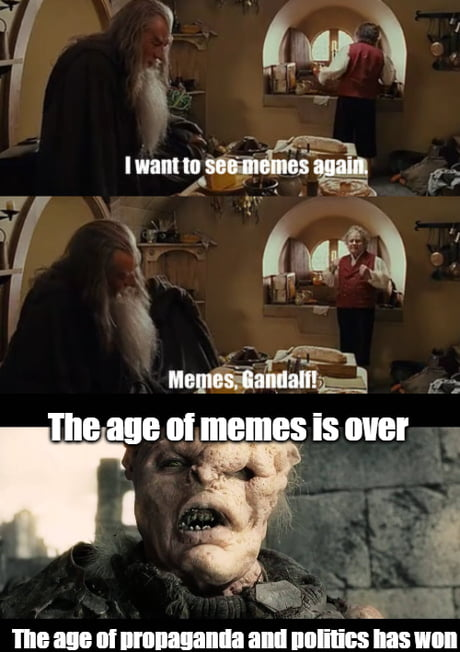 I want to see memes again.
Memes, Gandalf!
The age of memes is over
The age of propaganda and politics has won